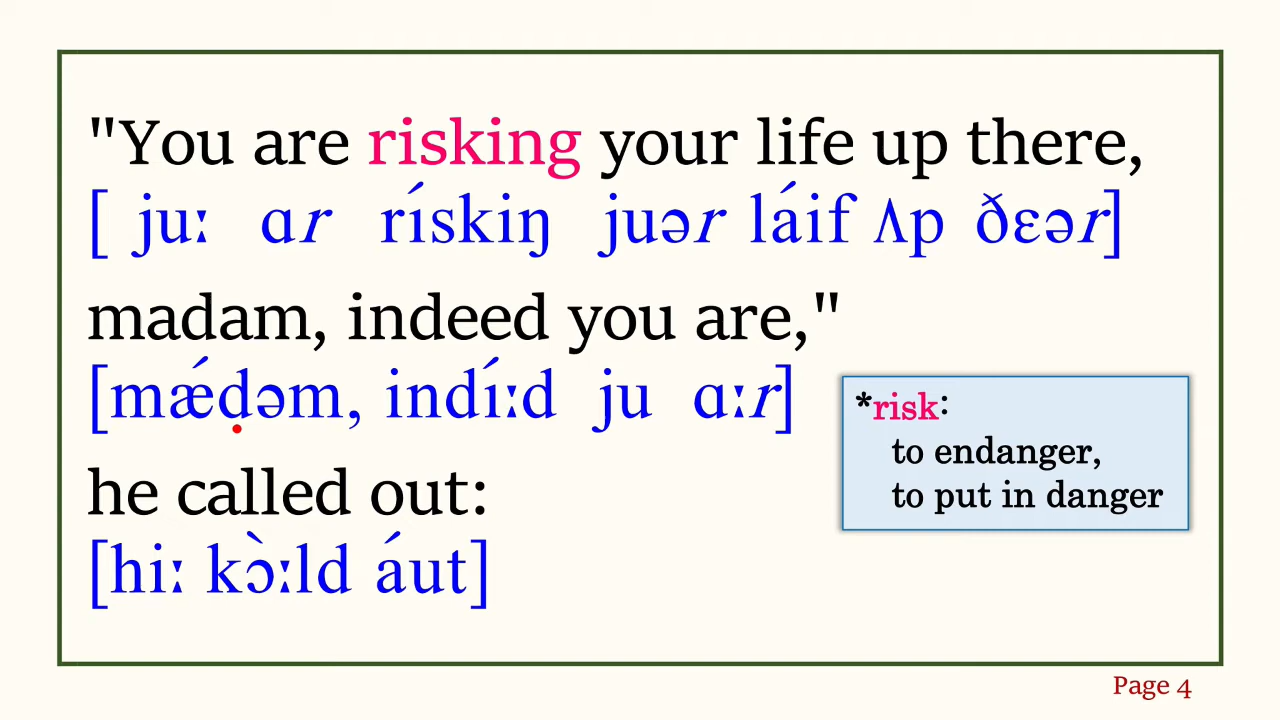 "You are risking your life up there,
[ juː ɑr rískiŋ juər láif ʌp ðɛər]
madam, indeed you are,"
[mǽḍəm, indíːd ju ɑːr]
he called out:
[hiː kɔ̀ːld áut]
*risk:
to endanger,
to put in danger
Page 4